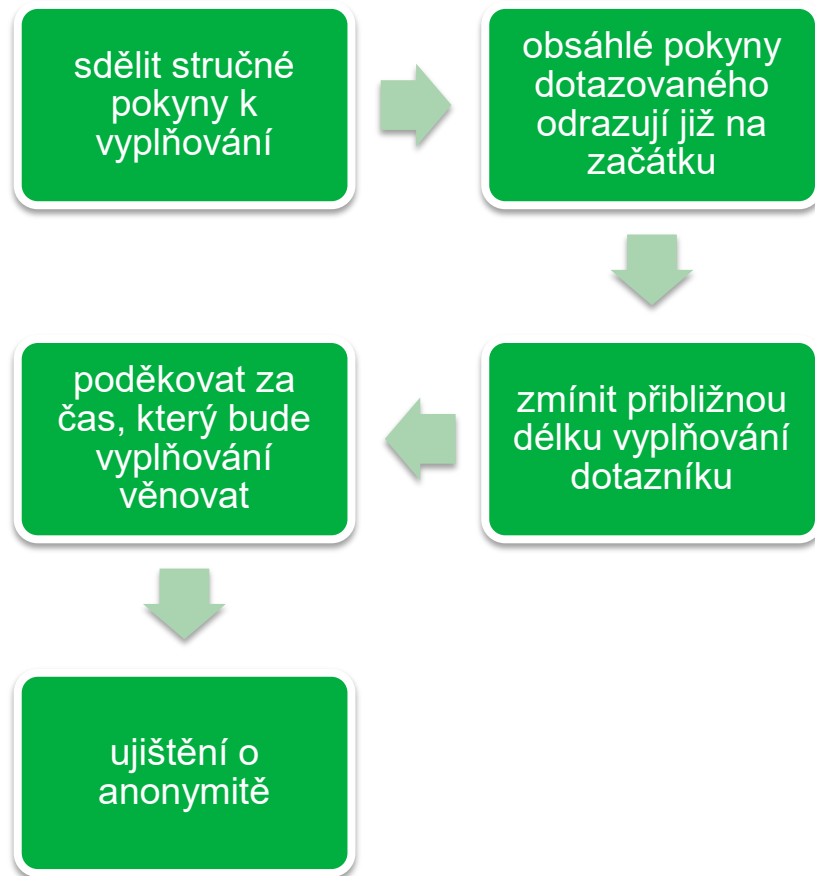 sdělit stručné
pokyny k
vyplňování
obsáhlé pokyny
dotazovaného
odrazují již na
začátku
zmínit přibližnou
délku vyplňování
dotazníku
poděkovat za
čas, který bude
vyplňování
věnovat
ujištění o
anonymitě